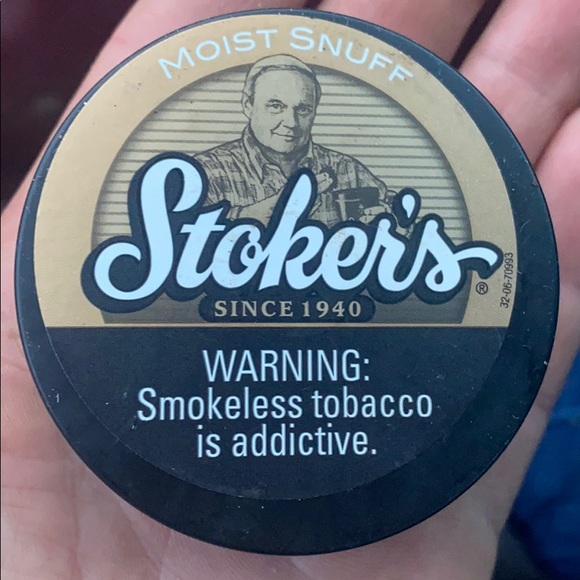 MOIST SNUFF
Stoker's
®
SINCE 1940
32-06-70993
WARNING:
Smokeless tobacco
is addictive.